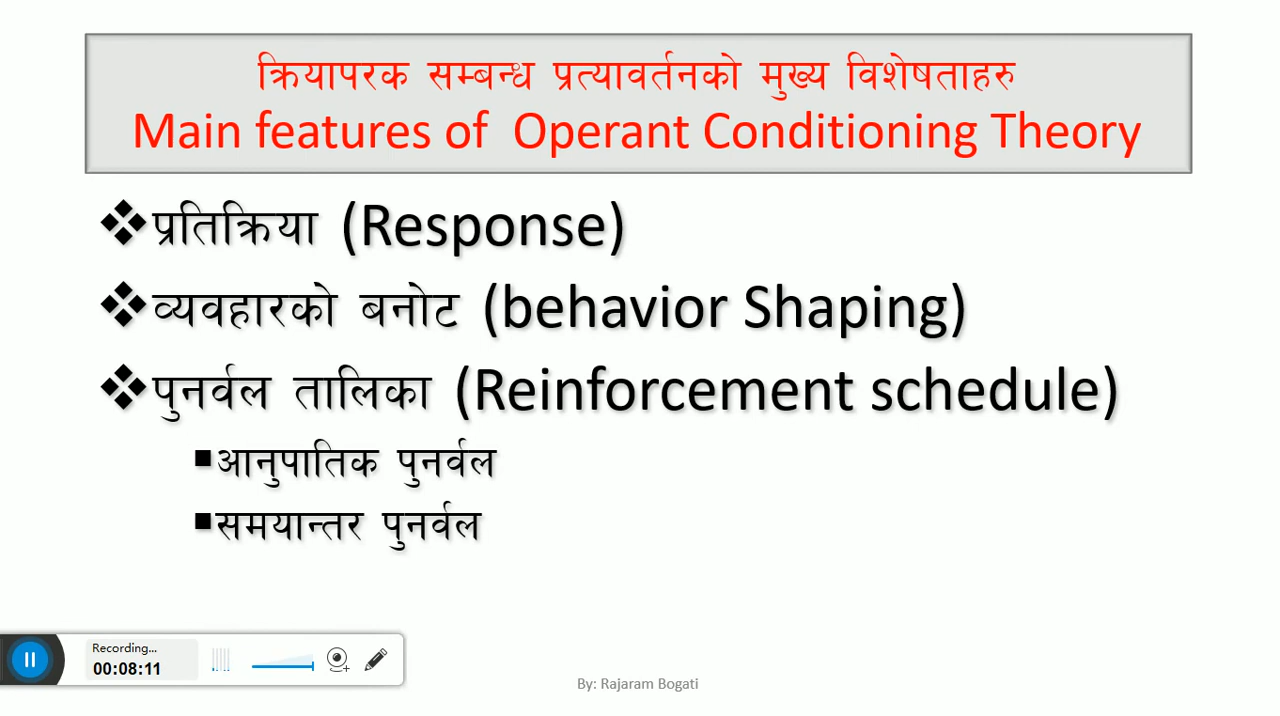 क्रियापरक सम्बन्ध प्रत्यावर्तनको मुख्य विशेषताहरु
Main features of Operant Conditioning Theory
❖प्रतिक्रिया (Response)
❖व्यवहारको बनोट (behavior Shaping)
❖पुनर्वल तालिका (Reinforcement schedule)
▪आनुपातिक पुनर्वल
▪समयान्तर पुनर्वल
Recording...
00:08:11
By: Rajaram Bogati